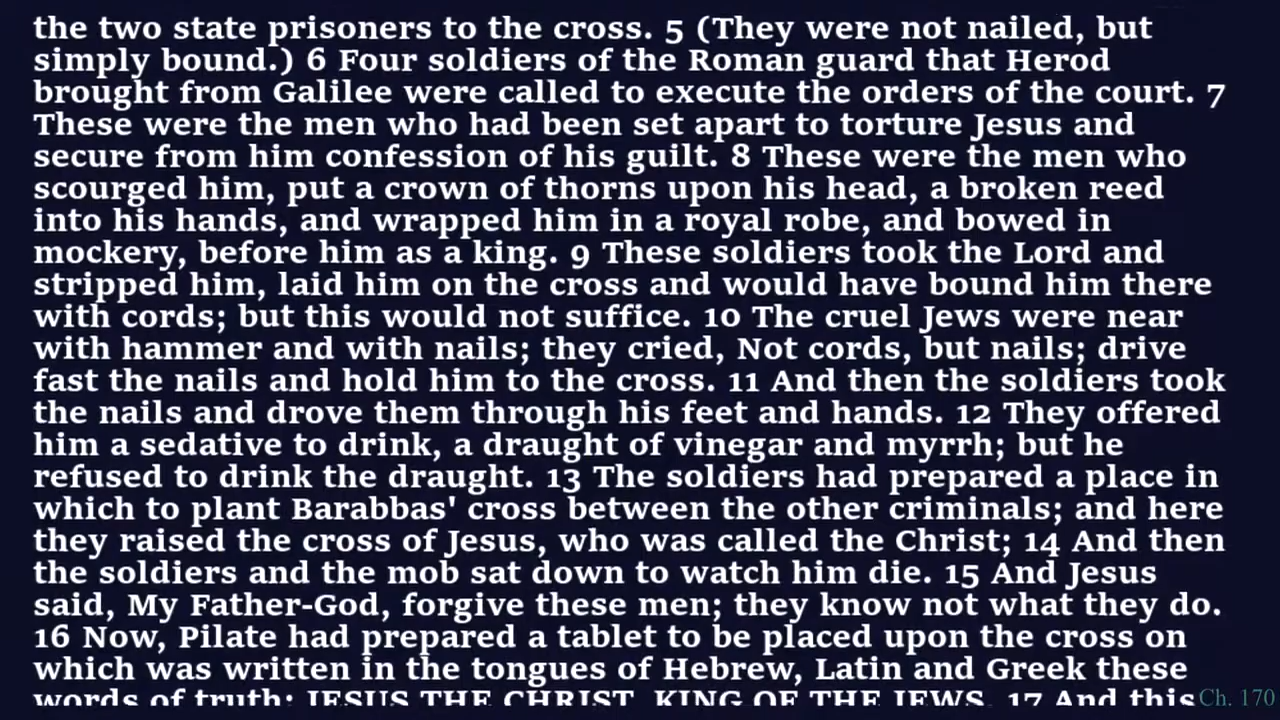 the two state prisoners to the cross. 5 (They were not nailed, but
simply bound.) 6 Four soldiers of the Roman guard that Herod
brought from Galilee were called to execute the orders of the court. 7
These were the men who had been set apart to torture Jesus and
secure from him confession of his guilt. 8 These were the men who
scourged him, put a crown of thorns upon his head, a broken reed
into his hands, and wrapped him in a royal robe, and bowed in
mockery, before him as a king. 9 These soldiers took the Lord and
stripped him, laid him on the cross and would have bound him there
with cords; but this would not suffice. 10 The cruel Jews were near
with hammer and with nails; they cried, Not cords, but nails; drive
fast the nails and hold him to the cross. 11 And then the soldiers took
the nails and drove them through his feet and hands. 12 They offered
him a sedative to drink, a draught of vinegar and myrrh; but he
refused to drink the draught. 13 The soldiers had prepared a place in
which to plant Barabbas' cross between the other criminals; and here
they raised the cross of Jesus, who was called the Christ; 14 And then
the soldiers and the mob sat down to watch him die. 15 And Jesus
said, My Father-God, forgive these men; they know not what they do.
16 Now, Pilate had prepared a tablet to be placed upon the cross on
which was written in the tongues of Hebrew, Latin and Greek these
words of truth: JESUS THE CHRIST, KING OF THE JEWS. 17 And this
Ch. 170